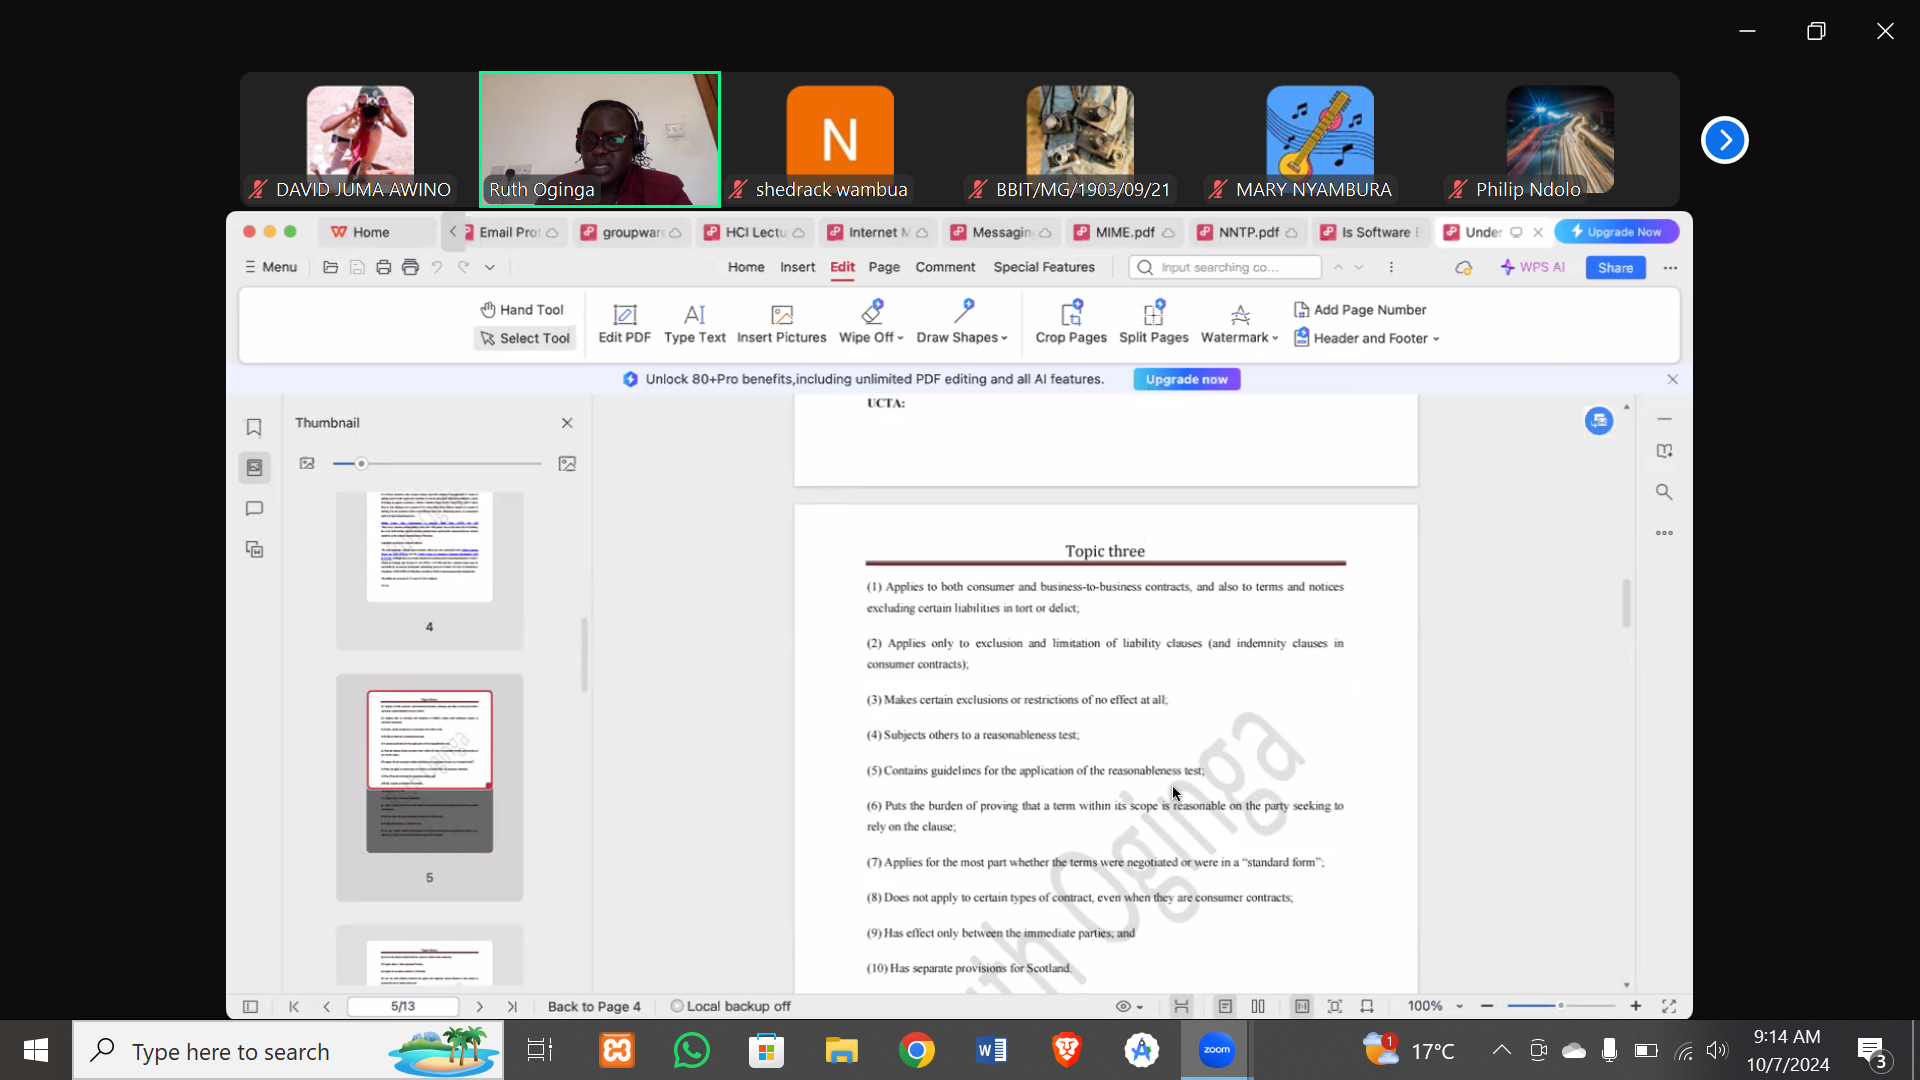 DAVID JUMA AWINO
Ruth Oginga
N
shedrack wambua
BBIT/MG/1903/09/21
MARY NYAMBURA
Philip Ndolo
Home
Email Pro
groupwar
HCI Lectu
Internet M
Messagin
MIME.pdf
NNTP.pdf
Is Software E
Under
Upgrade Now
Menu
Home Insert Edit Page Comment Special Features
Input searching co...
WPS AI
Share
Hand Tool
Select Tool
Edit PDF
Type Text
Insert Pictures
Wipe Off
Draw Shapes
Crop Pages
Split Pages
Watermark
Add Page Number
Header and Footer
Unlock 80+Pro benefits,including unlimited PDF editing and all AI features.
Upgrade now
Thumbnail
4
5
UCTA:
Topic three
(1) Applies to both consumer and business-to-business contracts, and also to terms and notices
excluding certain liabilities in tort or delict;
(2) Applies only to exclusion and limitation of liability clauses (and indemnity clauses in
consumer contracts);
(3) Makes certain exclusions or restrictions of no effect at all;
(4) Subjects others to a reasonableness test;
(5) Contains guidelines for the application of the reasonableness test;
(6) Puts the burden of proving that a term within its scope is reasonable on the party seeking to
rely on the clause;
(7) Applies for the most part whether the terms were negotiated or were in a “standard form”;
(8) Does not apply to certain types of contract, even when they are consumer contracts;
(9) Has effect only between the immediate parties; and
(10) Has separate provisions for Scotland.
th Oginga
5/13
Back to Page 4
Local backup off
100%
Type here to search
zoom
1
17°C
9:14 AM
10/7/2024
3